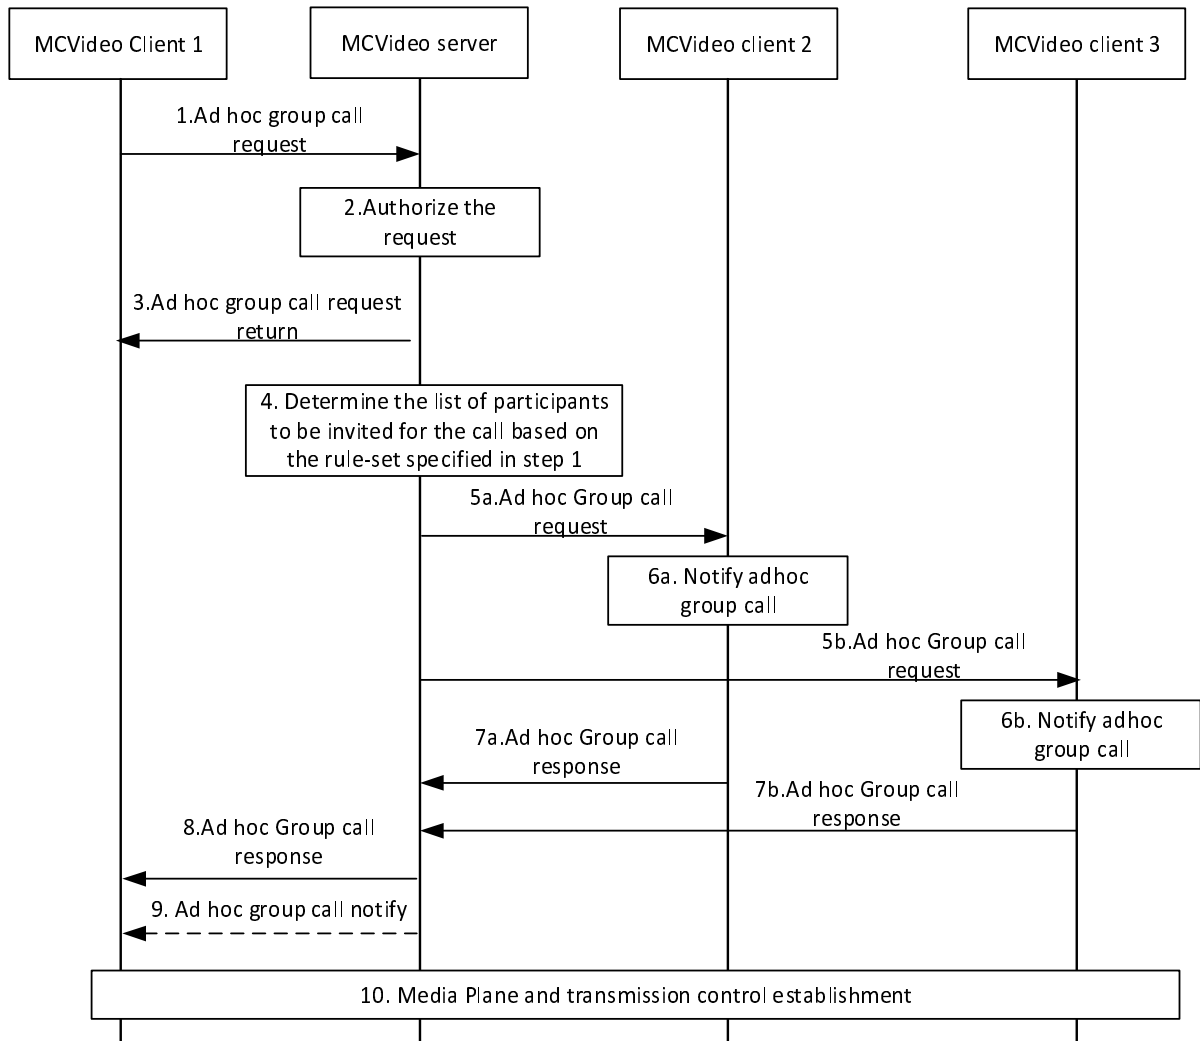 MCVideo Client 1
MCVideo server
MCVideo client 2
MCVideo client 3
1.Ad hoc group call
request
2.Authorize the
request
3.Ad hoc group call request
return
4. Determine the list of participants
to be invited for the call based on
the rule-set specified in step 1
5a.Ad hoc Group call
request
6a. Notify adhoc
group call
5b.Ad hoc Group call
request
6b. Notify adhoc
group call
7a.Ad hoc Group call
response
7b.Ad hoc Group call
response
8.Ad hoc Group call
response
9. Ad hoc group call notify
10. Media Plane and transmission control establishment